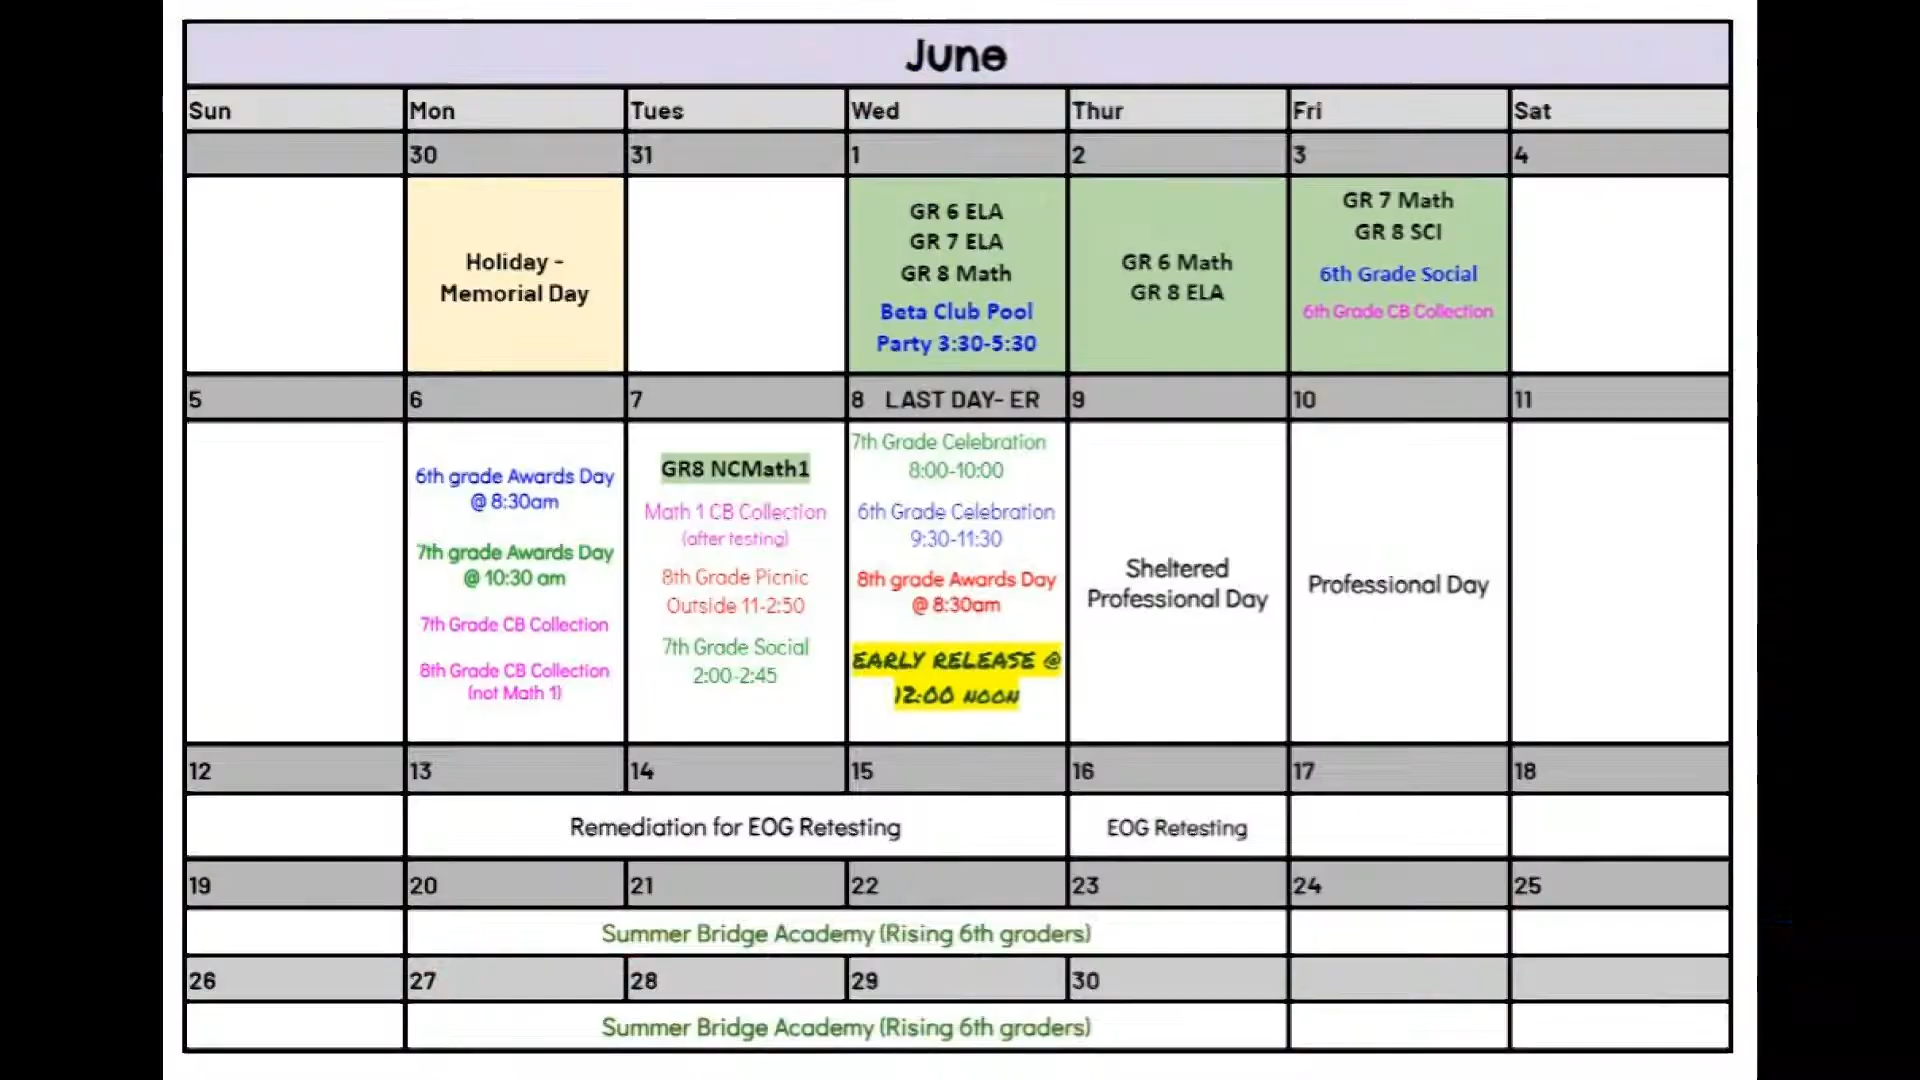 June
Sun Mon Tues Wed Thur Fri Sat
30 31 1 2 3 4
Holiday -
Memorial Day
GR 6 ELA
GR 7 ELA
GR 8 Math
Beta Club Pool
Party 3:30-5:30
GR 6 Math
GR 8 ELA
GR 7 Math
GR 8 SCI
6th Grade Social
6th Grade CB Collection
5 6 7 8 LAST DAY- ER 9 10 11
6th grade Awards Day
@ 8:30am
7th grade Awards Day
@ 10:30 am
7th Grade CB Collection
8th Grade CB Collection
(not Math 1)
GR8 NCMath1
Math 1 CB Collection
(after testing)
8th Grade Picnic
Outside 11-2:50
7th Grade Social
2:00-2:45
7th Grade Celebration
8:00-10:00
6th Grade Celebration
9:30-11:30
8th grade Awards Day
@ 8:30am
EARLY RELEASE @
12:00 NOON
Sheltered
Professional Day
Professional Day
12 13 14 15 16 17 18
Remediation for EOG Retesting
EOG Retesting
19 20 21 22 23 24 25
Summer Bridge Academy (Rising 6th graders)
26 27 28 29 30
Summer Bridge Academy (Rising 6th graders)